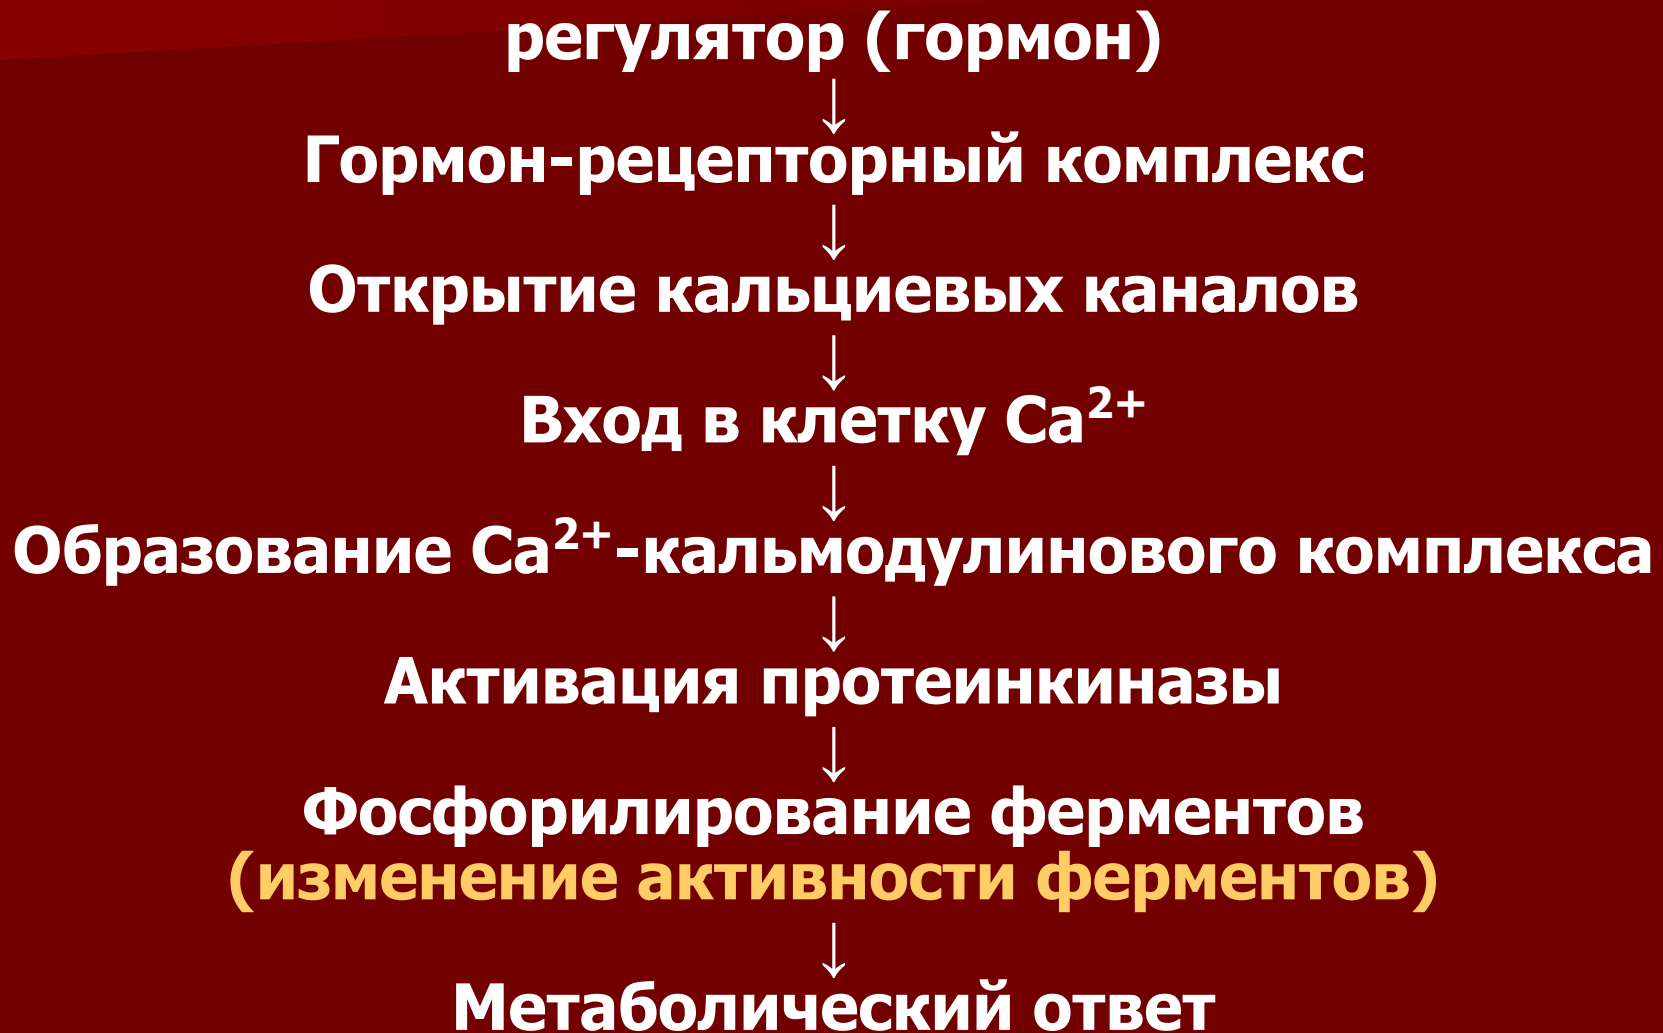 регулятор (гормон)
↓
Гормон-рецепторный комплекс
↓
Открытие кальциевых каналов
↓
Вход в клетку Ca²⁺
↓
Образование Ca²⁺-кальмодулинового комплекса
↓
Активация протеинкиназы
↓
Фосфорилирование ферментов
(изменение активности ферментов)
↓
Метаболический ответ